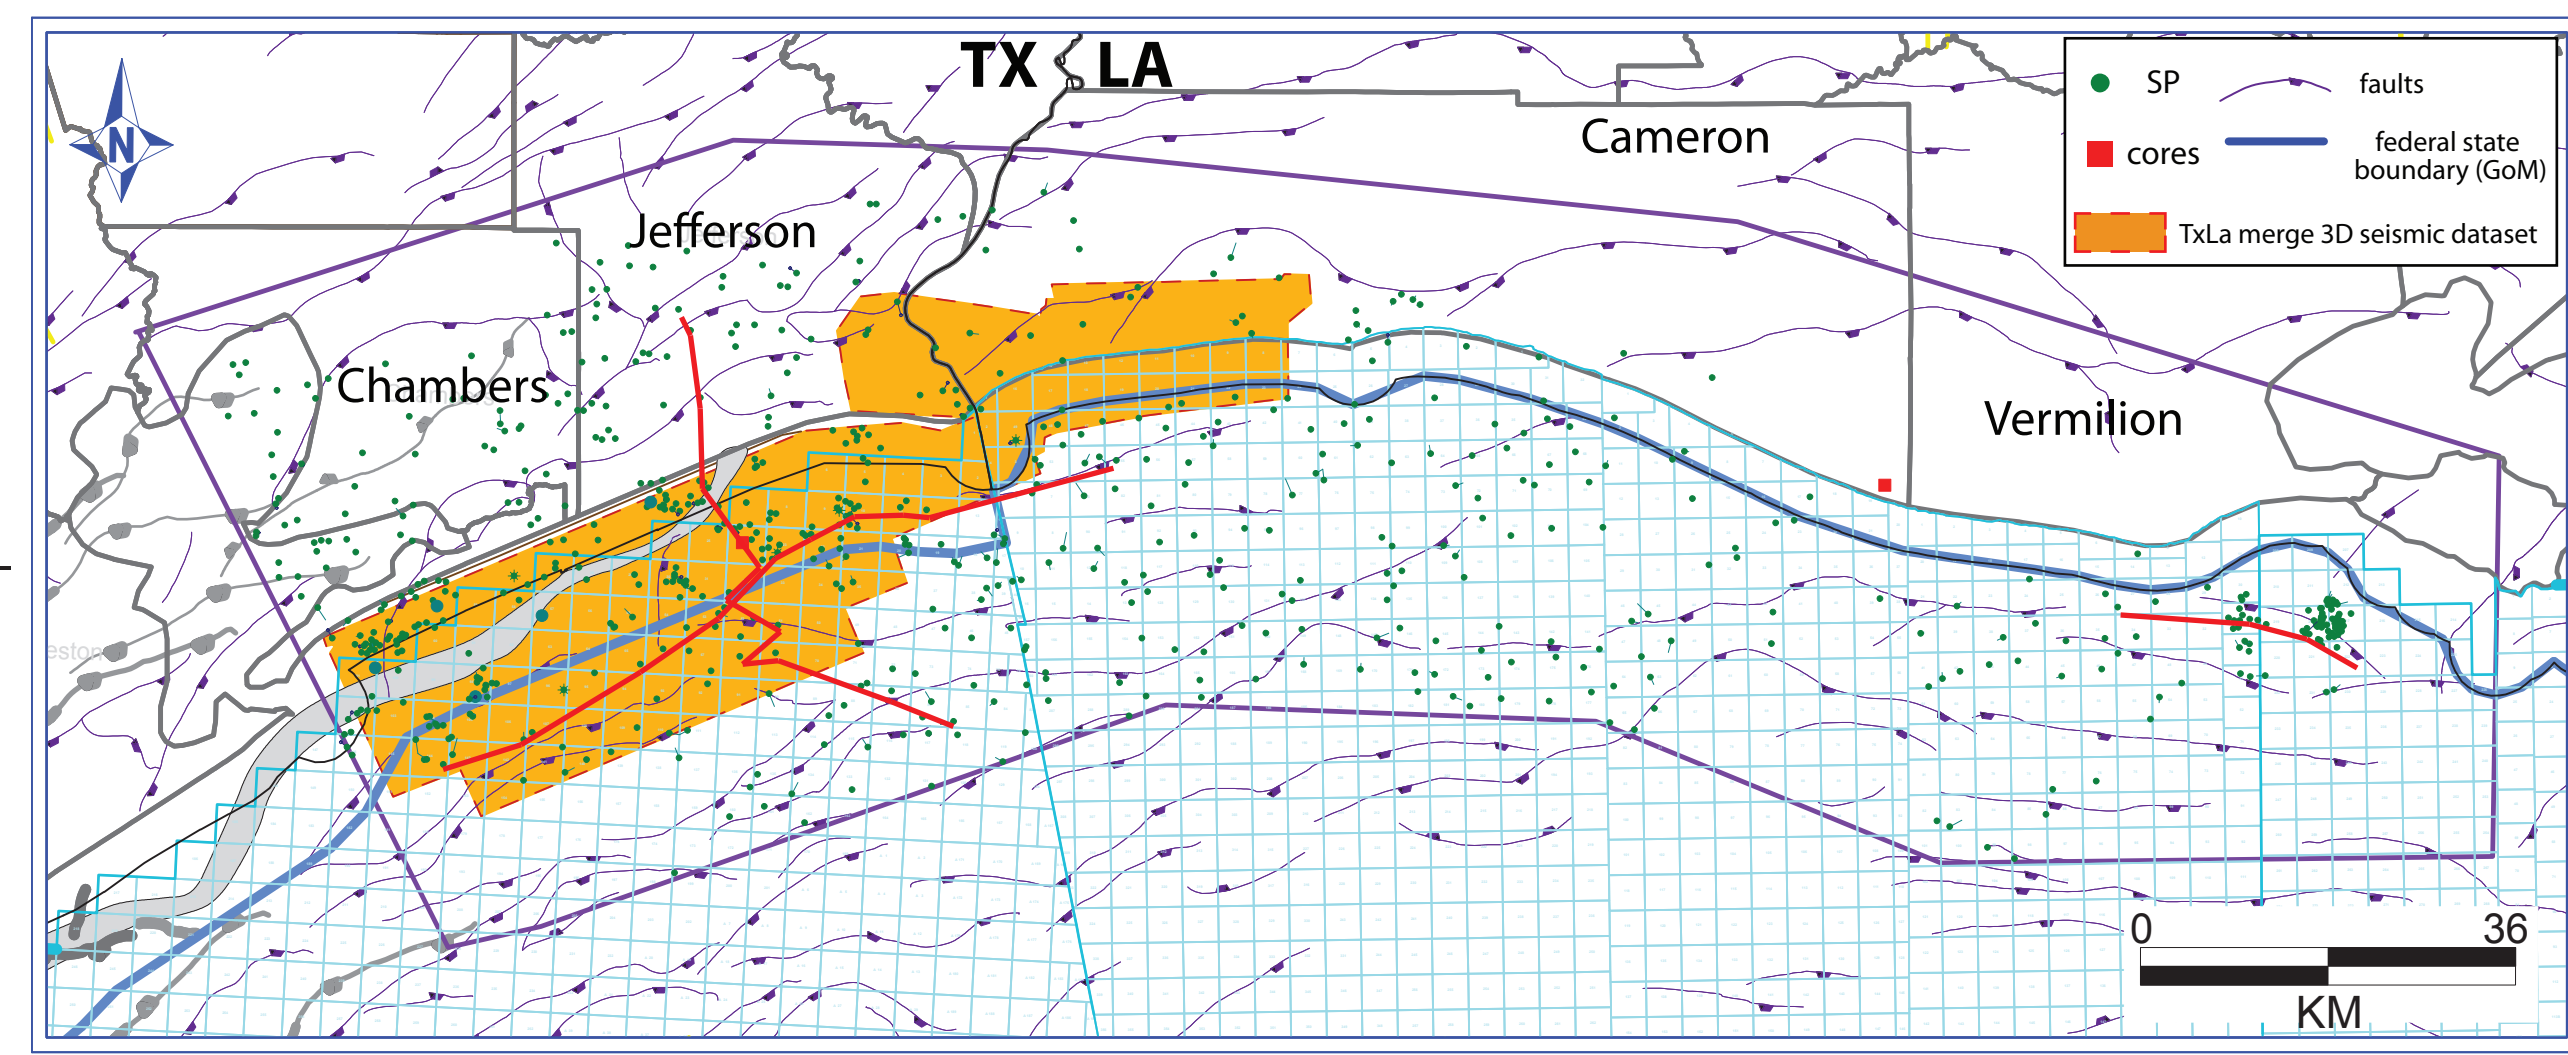 TX LA
N
Cameron
Jefferson
Chambers
Vermilion
eston
SP
faults
cores
federal state
boundary (GoM)
TxLa merge 3D seismic dataset
0 36
KM